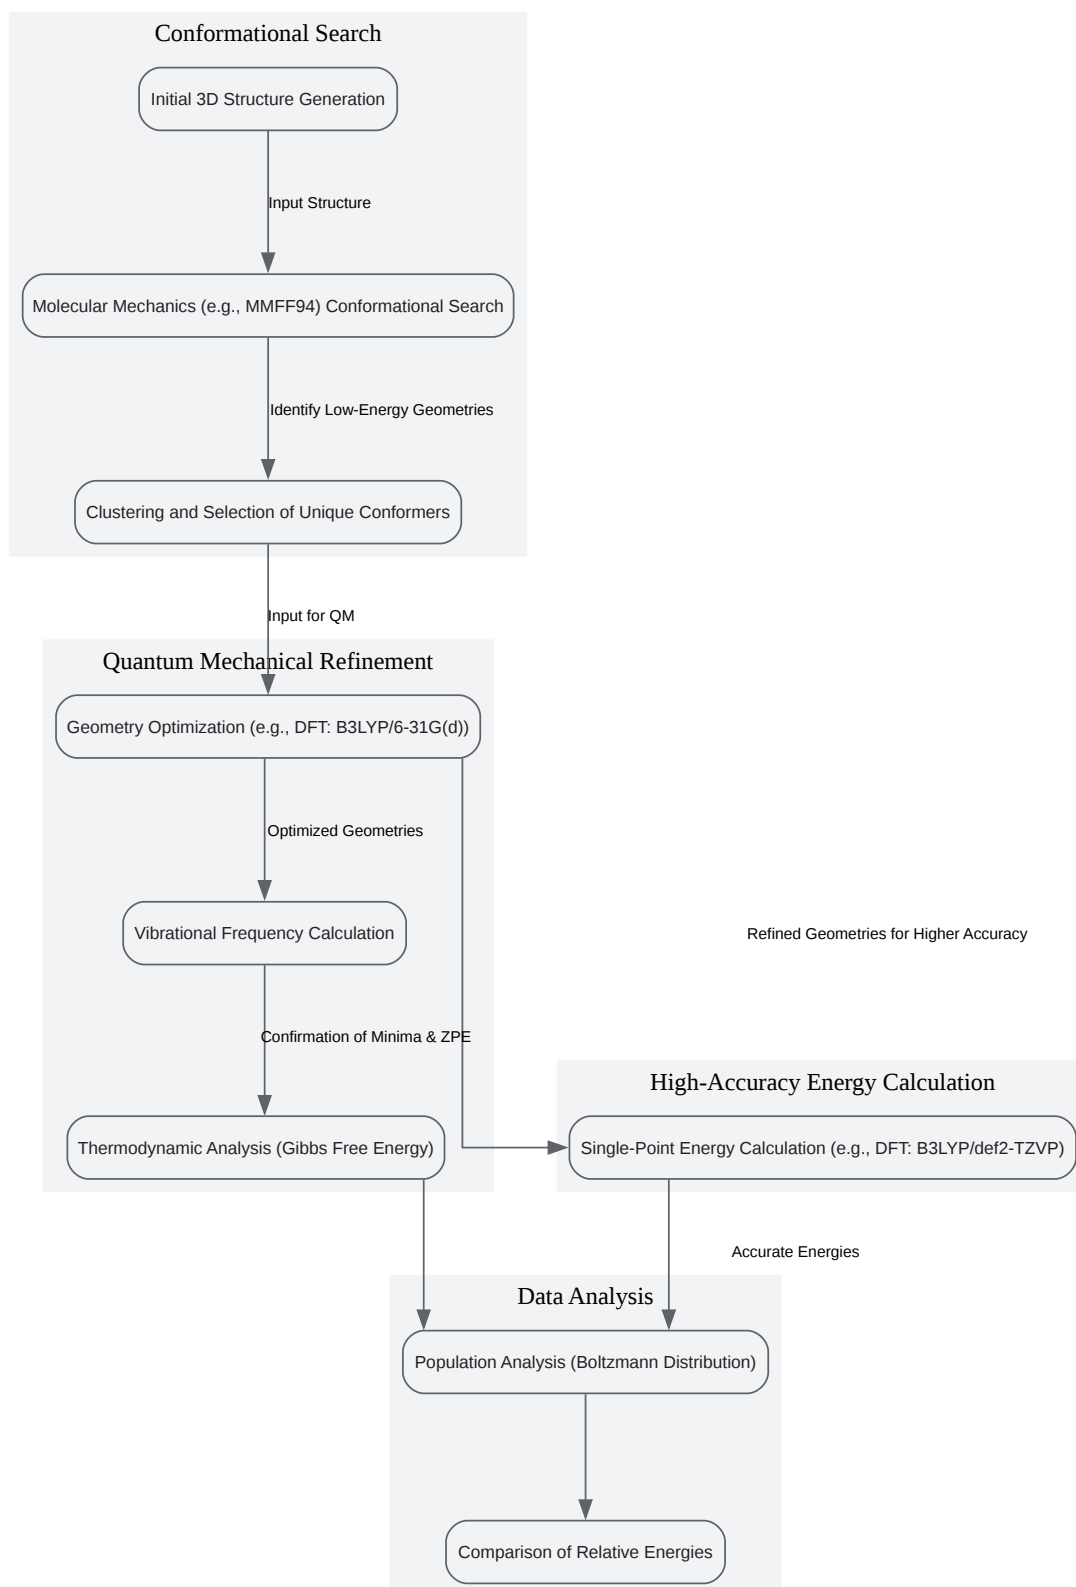 Conformational Search
Initial 3D Structure Generation
Input Structure
Molecular Mechanics (e.g., MMFF94) Conformational Search
Identify Low-Energy Geometries
Clustering and Selection of Unique Conformers
Input for QM
Quantum Mechanical Refinement
Geometry Optimization (e.g., DFT: B3LYP/6-31G(d))
Optimized Geometries
Vibrational Frequency Calculation
Refined Geometries for Higher Accuracy
Confirmation of Minima & ZPE
High-Accuracy Energy Calculation
Thermodynamic Analysis (Gibbs Free Energy)
Single-Point Energy Calculation (e.g., DFT: B3LYP/def2-TZVP)
Accurate Energies
Data Analysis
Population Analysis (Boltzmann Distribution)
Comparison of Relative Energies